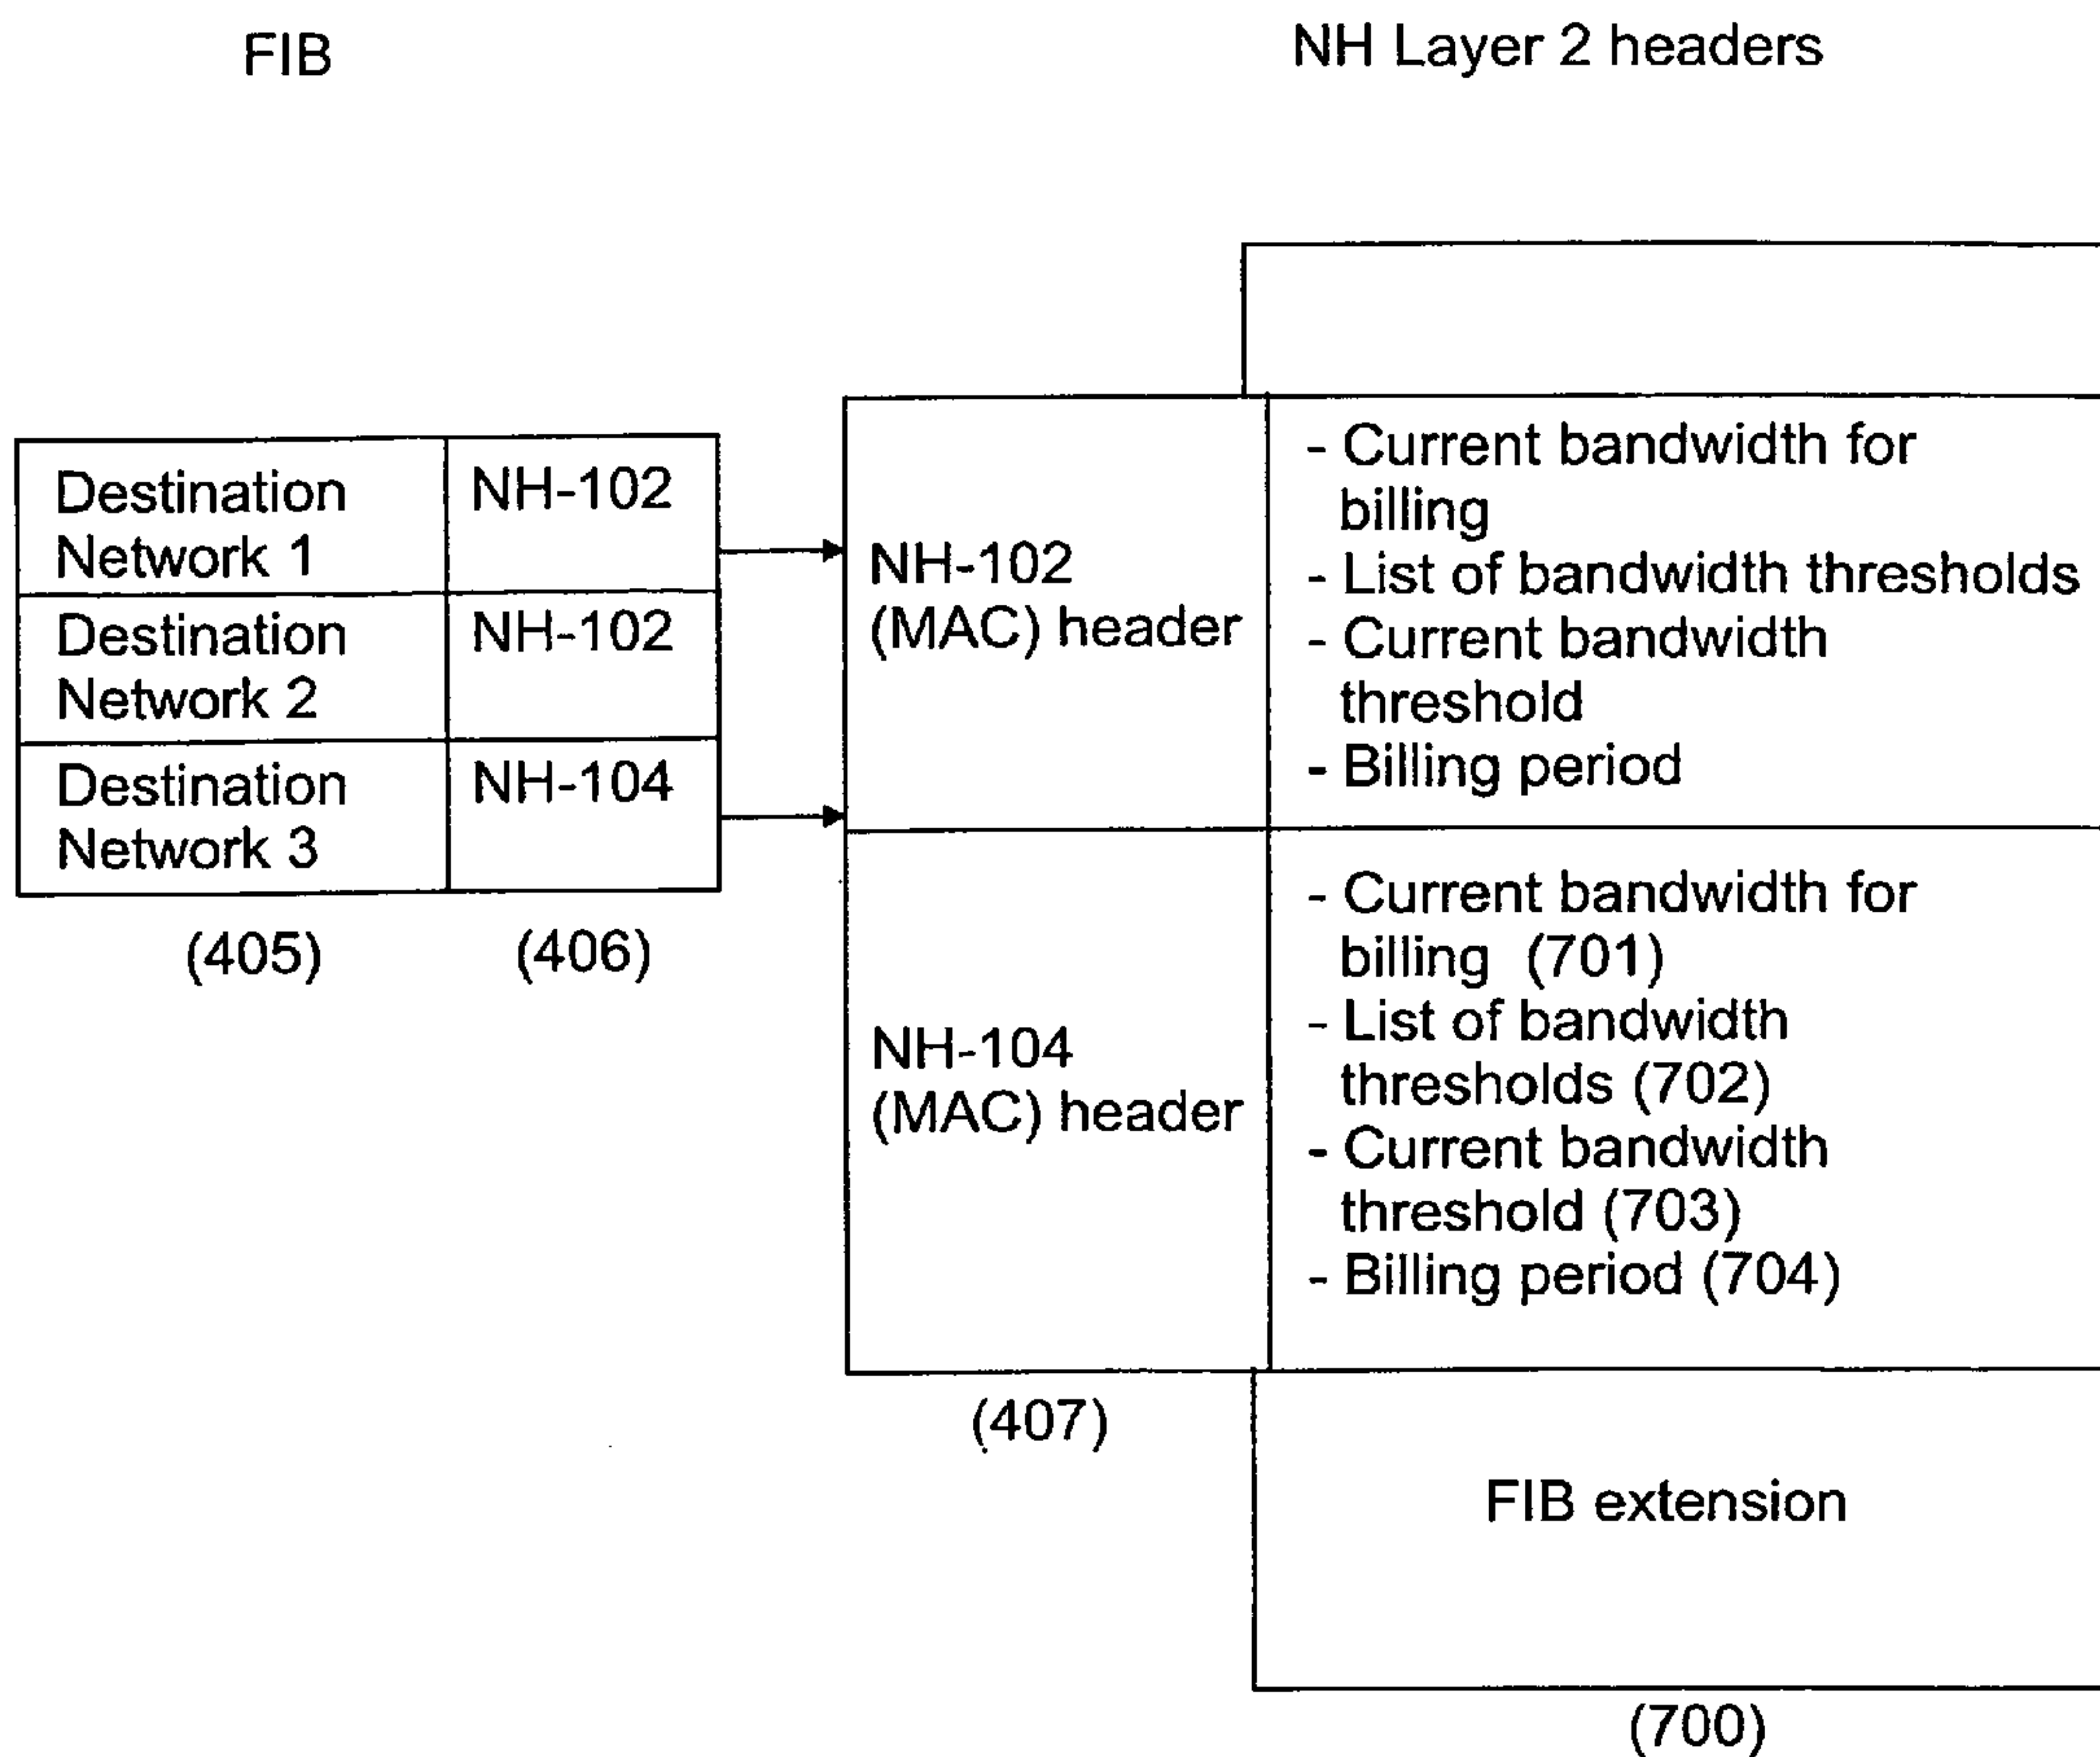 FIB
NH Layer 2 headers
Destination
Network 1
NH-102
Destination
Network 2
NH-102
Destination
Network 3
NH-104
(405)
(406)
NH-102
(MAC) header
- Current bandwidth for
billing
- List of bandwidth thresholds
- Current bandwidth
threshold
- Billing period
NH-104
(MAC) header
- Current bandwidth for
billing (701)
- List of bandwidth
thresholds (702)
- Current bandwidth
threshold (703)
- Billing period (704)
(407)
FIB extension
(700)